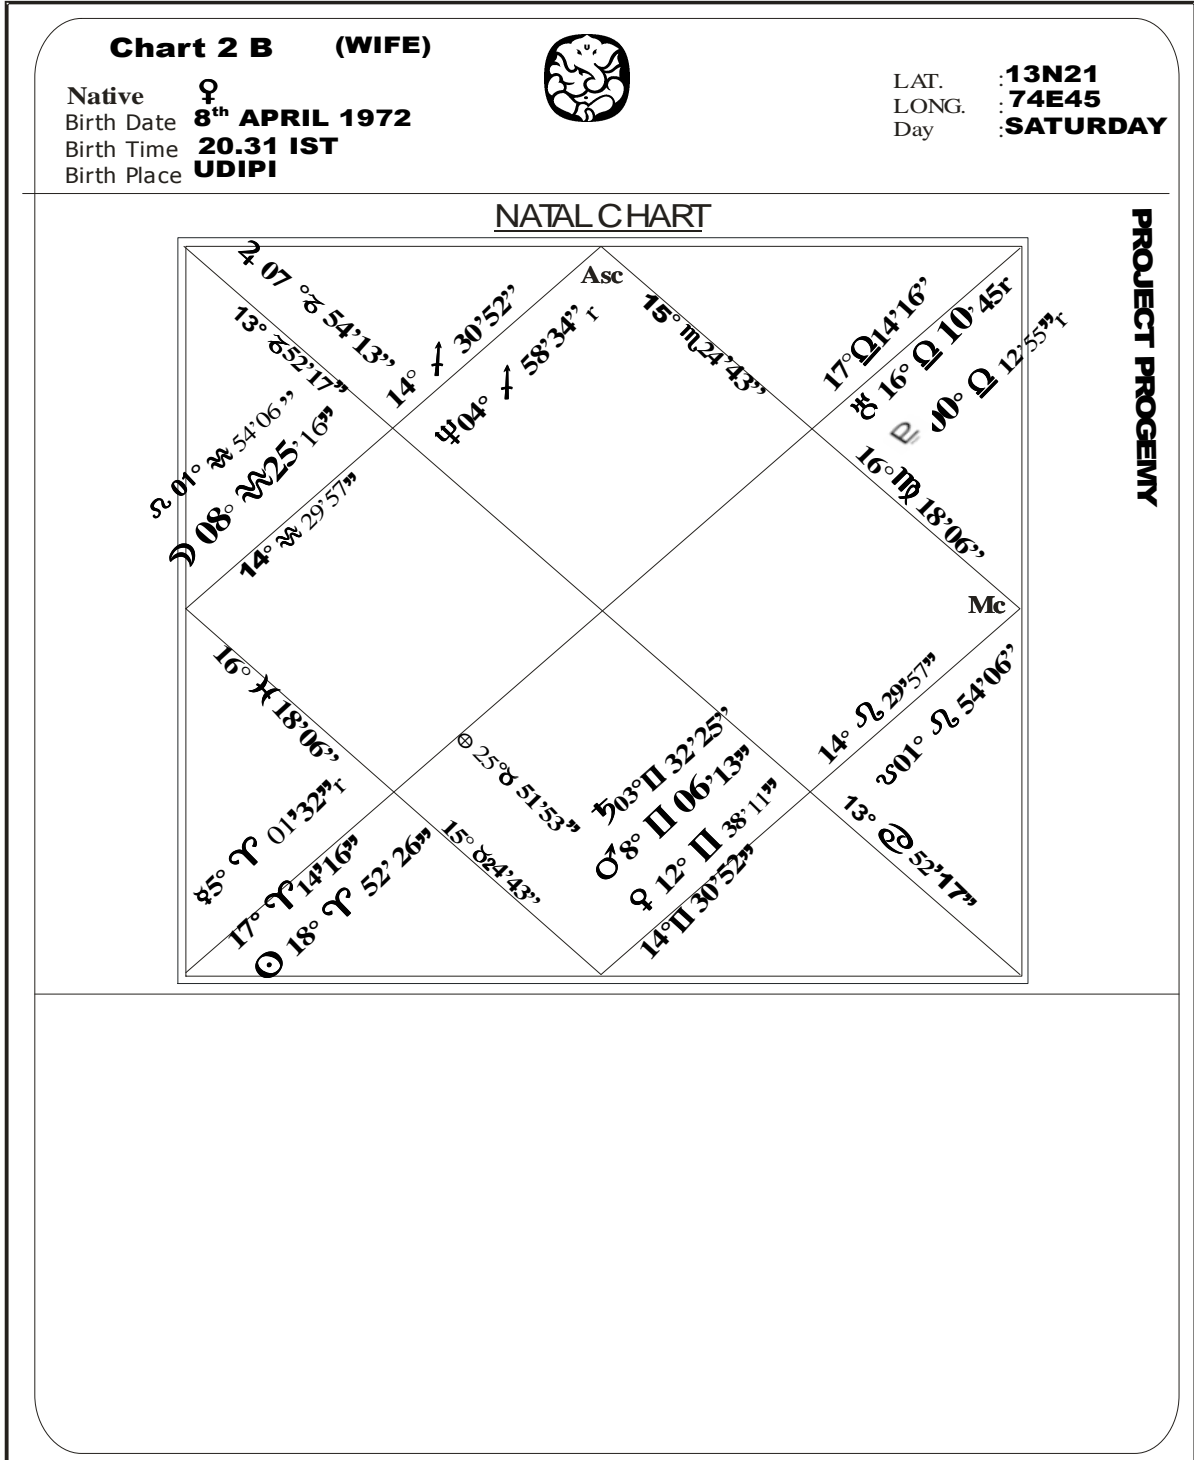 Chart 2 B (WIFE)
Native ♀
Birth Date 8th APRIL 1972
Birth Time 20.31 IST
Birth Place UDIPI
LAT. :13N21
LONG. : 74E45
Day :SATURDAY
NATAL CHART
PROJECT PROGEMY
Asc
♃ 07 °♑ 54’13”
13° ♑52’17”
14° ♐ 30’52”
♆04° ♐ 58’34” r
15° ♏24’43”
17°♎14’16”
♅ 16° ♎ 10’45r
♇ 00° ♎ 12’55”r
☊ 01° ♒ 54’06”
☽ 08° ♒25’16”
14° ♒ 29’57”
16°♍ 18’06”
Mc
16° ♓ 18’06”
14° ♌ 29’57”
☋01° ♌ 54’06”
⊗ 25°♉ 51’53”
♄03°♊ 32’25”
♂8° ♊ 06’13”
♀ 12° ♊ 38’11”
14°♊ 30’52”
☿5° ♈ 01’32”r
17° ♈14’16”
☉ 18° ♈ 52’ 26”
15° ♉24’43”
13° ♋ 52’17”